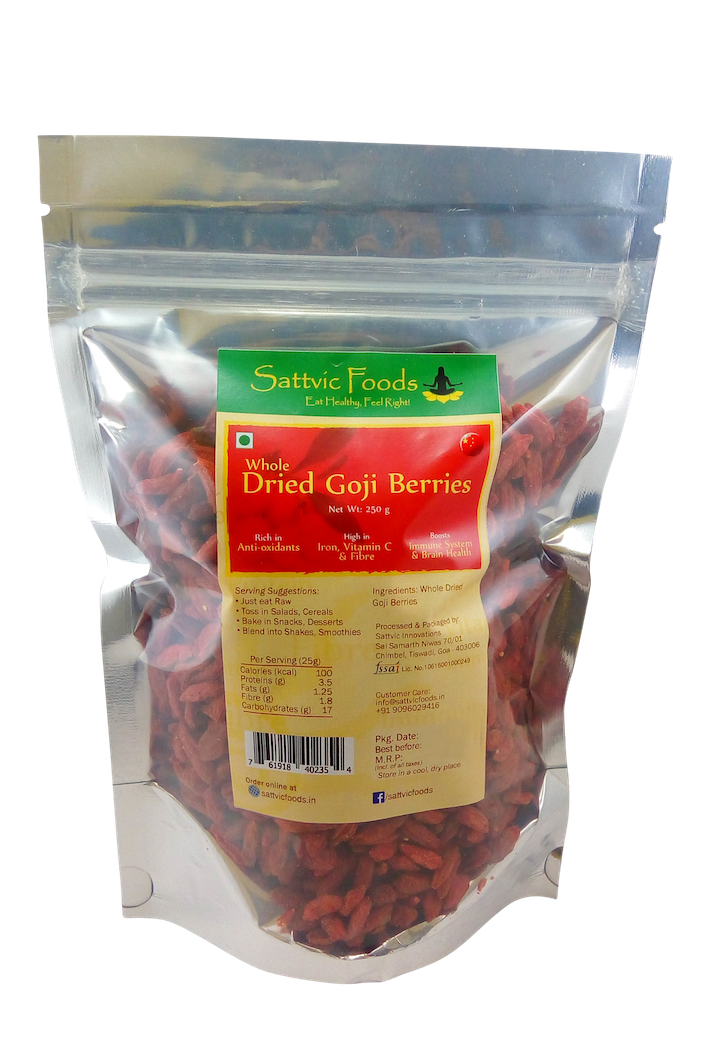 Sattvic Foods
Eat Healthy, Feel Right!
Whole
Dried Goji Berries
Net Wt: 250 g
Rich in
Anti-oxidants
High in
Iron, Vitamin C
& Fibre
Boosts
Immune System
& Brain Health
Serving Suggestions:
• Just eat Raw
• Toss in Salads, Cereals
• Bake in Snacks, Desserts
• Blend into Shakes, Smoothies
Per Serving (25g)
Calories (kcal) 100
Proteins (g) 3.5
Fats (g) 1.25
Fibre (g) 1.8
Carbohydrates (g) 17
7 61918 40235 4
Order online at
sattvicfoods.in
Ingredients: Whole Dried
Goji Berries
Processed & Packaged by
Sattvic Innovations
Sai Samarth Niwas 70/01
Chimbel, Tiswadi, Goa - 403006
fssai Lic. No.10615001000249
Customer Care:
info@sattvicfoods.in
+91 9096029416
Pkg. Date:
Best before:
M.R.P:
(incl. of all taxes)
Store in a cool, dry place
f/sattvicfoods